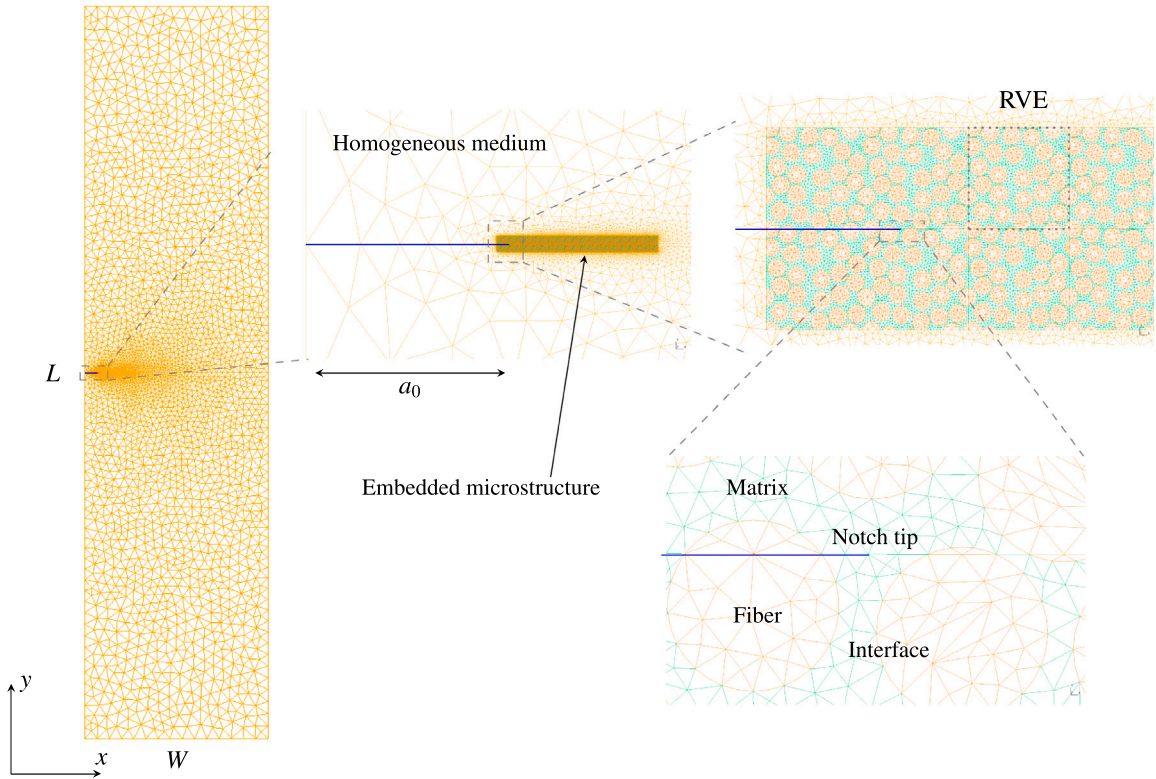 RVE
Homogeneous medium
L
a0
Embedded microstructure
Matrix
Notch tip
Fiber
Interface
y
x
W